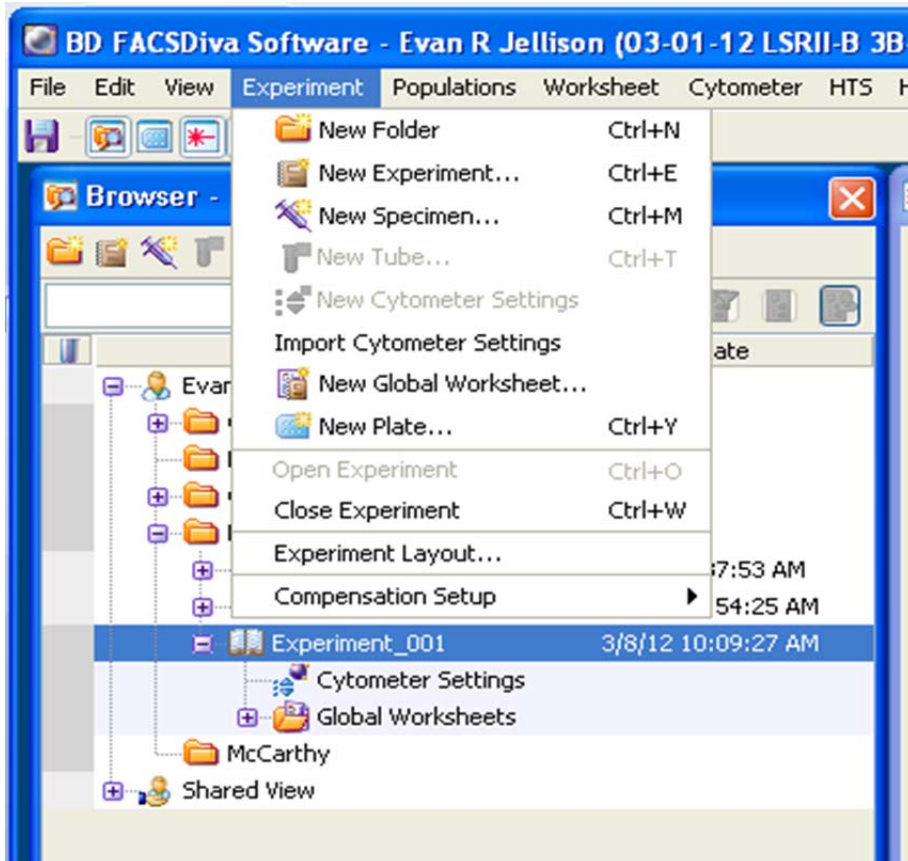 BD FACSDiva Software - Evan R Jellison (03-01-12 LSRII-B 3B-
File Edit View Experiment Populations Worksheet Cytometer HTS
New Folder Ctrl+N
Browser -
New Experiment... Ctrl+E
New Specimen... Ctrl+M
New Tube... Ctrl+T
New Cytometer Settings
Import Cytometer Settings
ate
New Global Worksheet...
Evan
New Plate... Ctrl+Y
Open Experiment Ctrl+O
Close Experiment Ctrl+W
Experiment Layout...
37:53 AM
Compensation Setup
54:25 AM
Experiment_001 3/8/12 10:09:27 AM
Cytometer Settings
Global Worksheets
McCarthy
Shared View